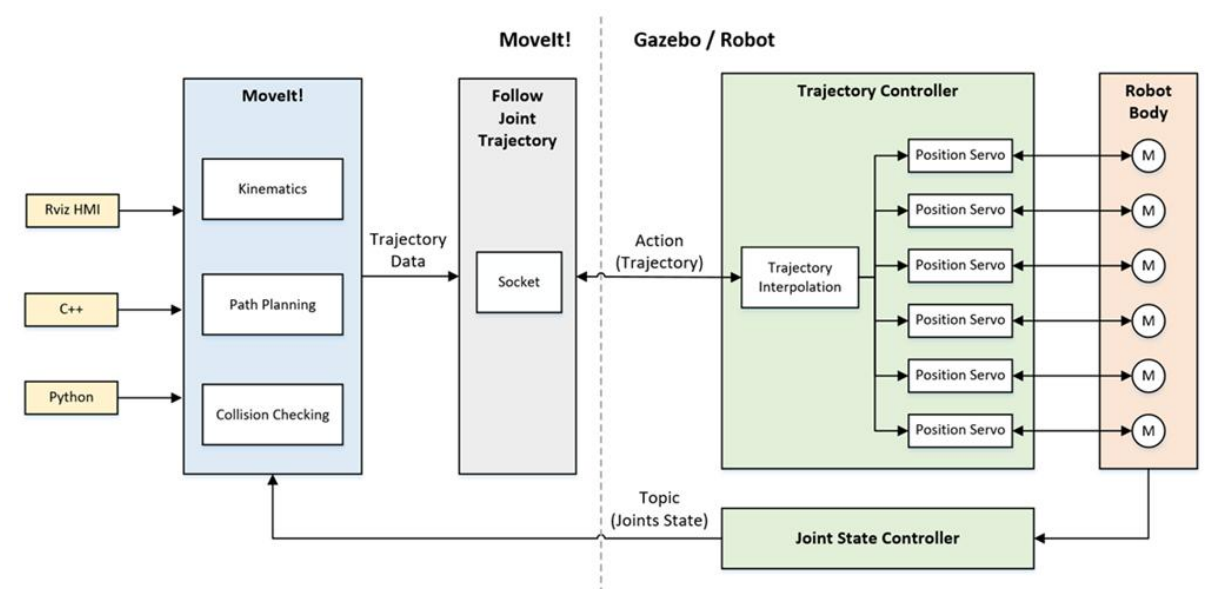 MoveIt!
Gazebo / Robot
MoveIt!
Kinematics
Path Planning
Collision Checking
Rviz HMI
C++
Python
Trajectory
Data
Follow
Joint
Trajectory
Socket
Action
(Trajectory)
Trajectory Controller
Trajectory
Interpolation
Position Servo
Position Servo
Position Servo
Position Servo
Position Servo
Position Servo
Robot
Body
M
M
M
M
M
M
Topic
(Joints State)
Joint State Controller